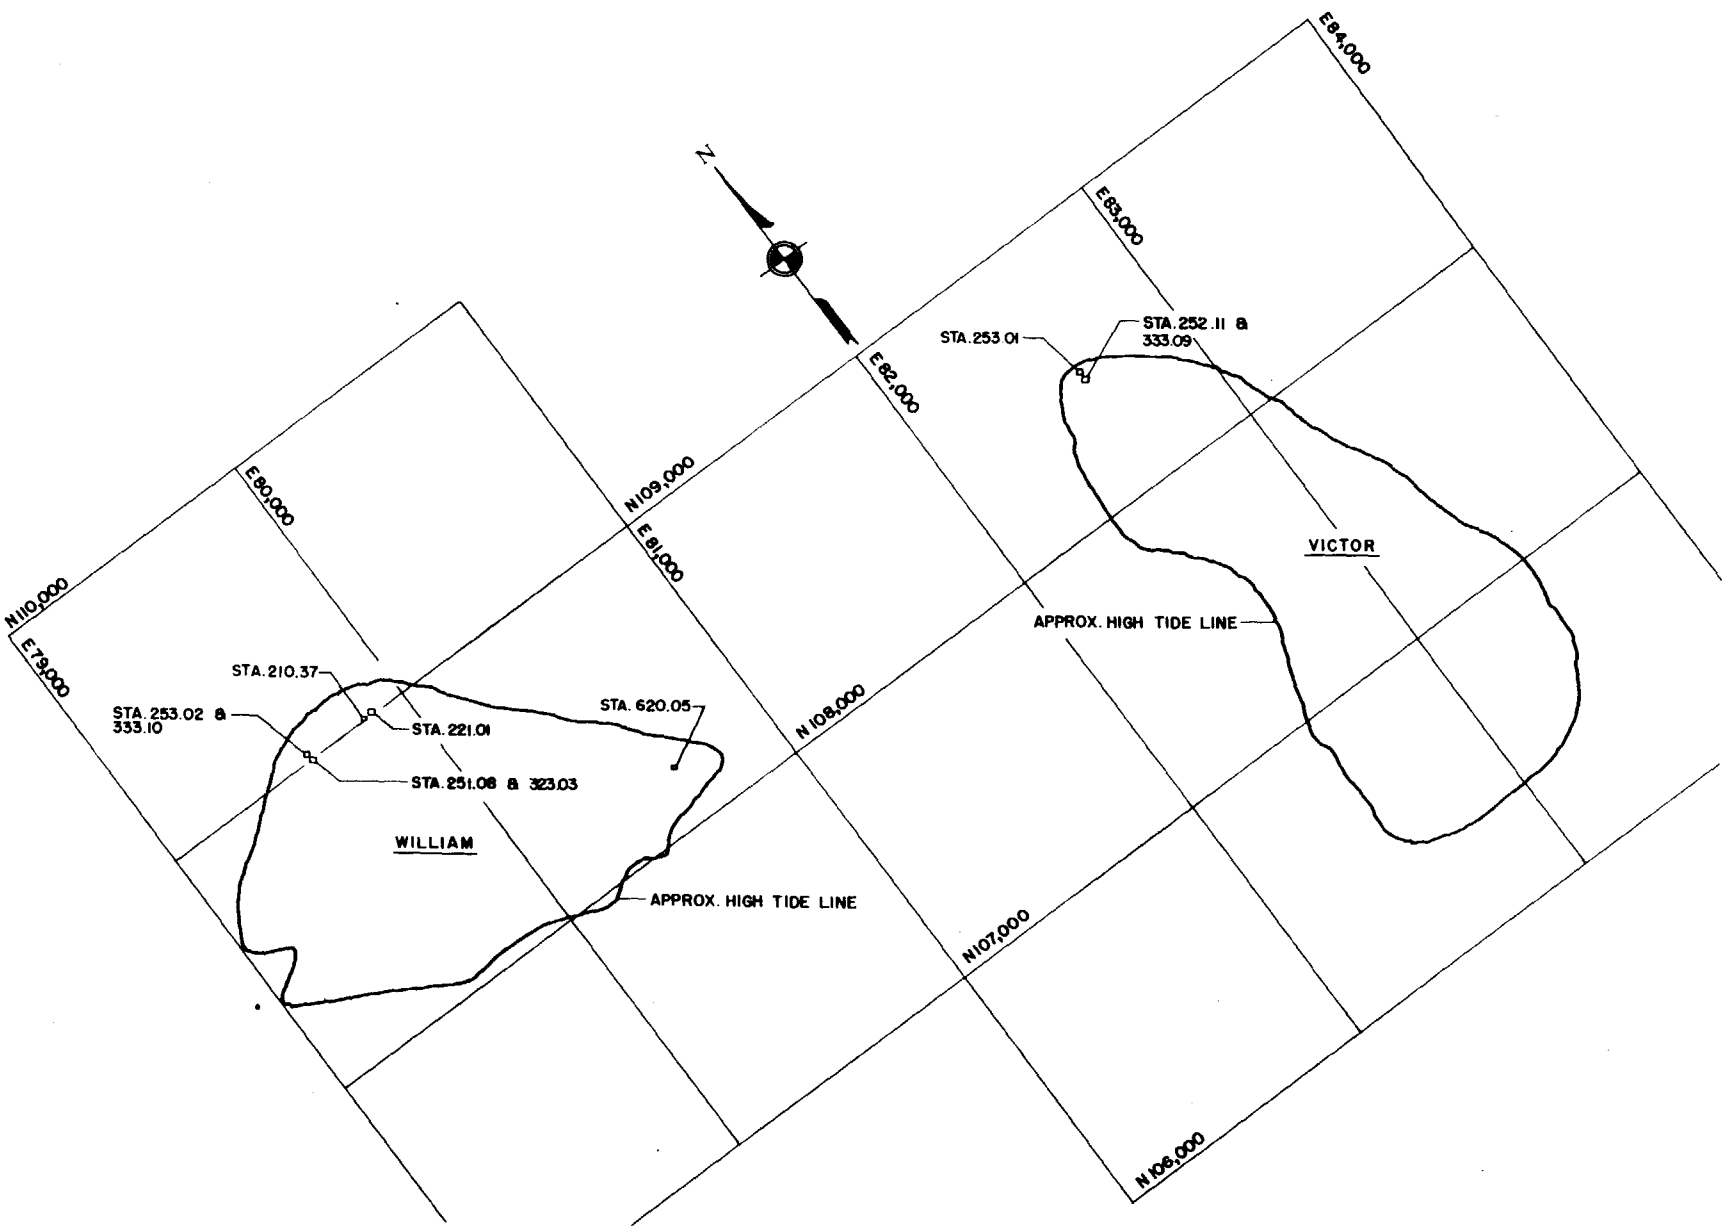 E84,000
N
E83,000
STA.253.01
STA.252.11 &
333.09
E82,000
N109,000
E80,000
E81,000
VICTOR
N110,000
E79,000
APPROX. HIGH TIDE LINE
STA.210.37
STA.253.02 &
333.10
STA.221.01
STA. 620.05
N108,000
STA.251.08 & 323.03
WILLIAM
APPROX. HIGH TIDE LINE
N107,000
N106,000